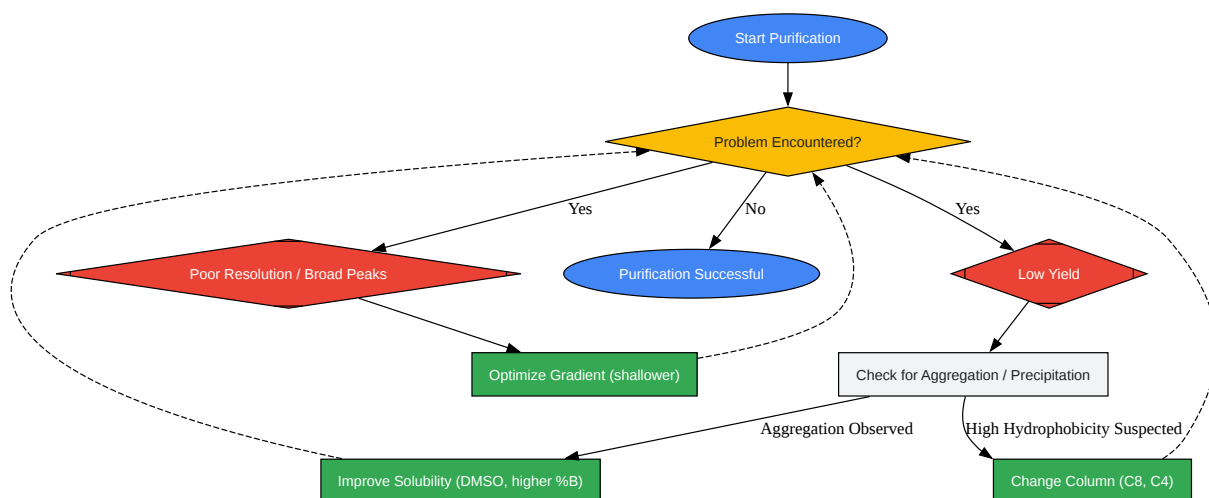 Start Purification
Problem Encountered?
Yes
No
Yes
Poor Resolution / Broad Peaks
Purification Successful
Low Yield
Optimize Gradient (shallower)
Check for Aggregation / Precipitation
Aggregation Observed
High Hydrophobicity Suspected
Improve Solubility (DMSO, higher %B)
Change Column (C8, C4)